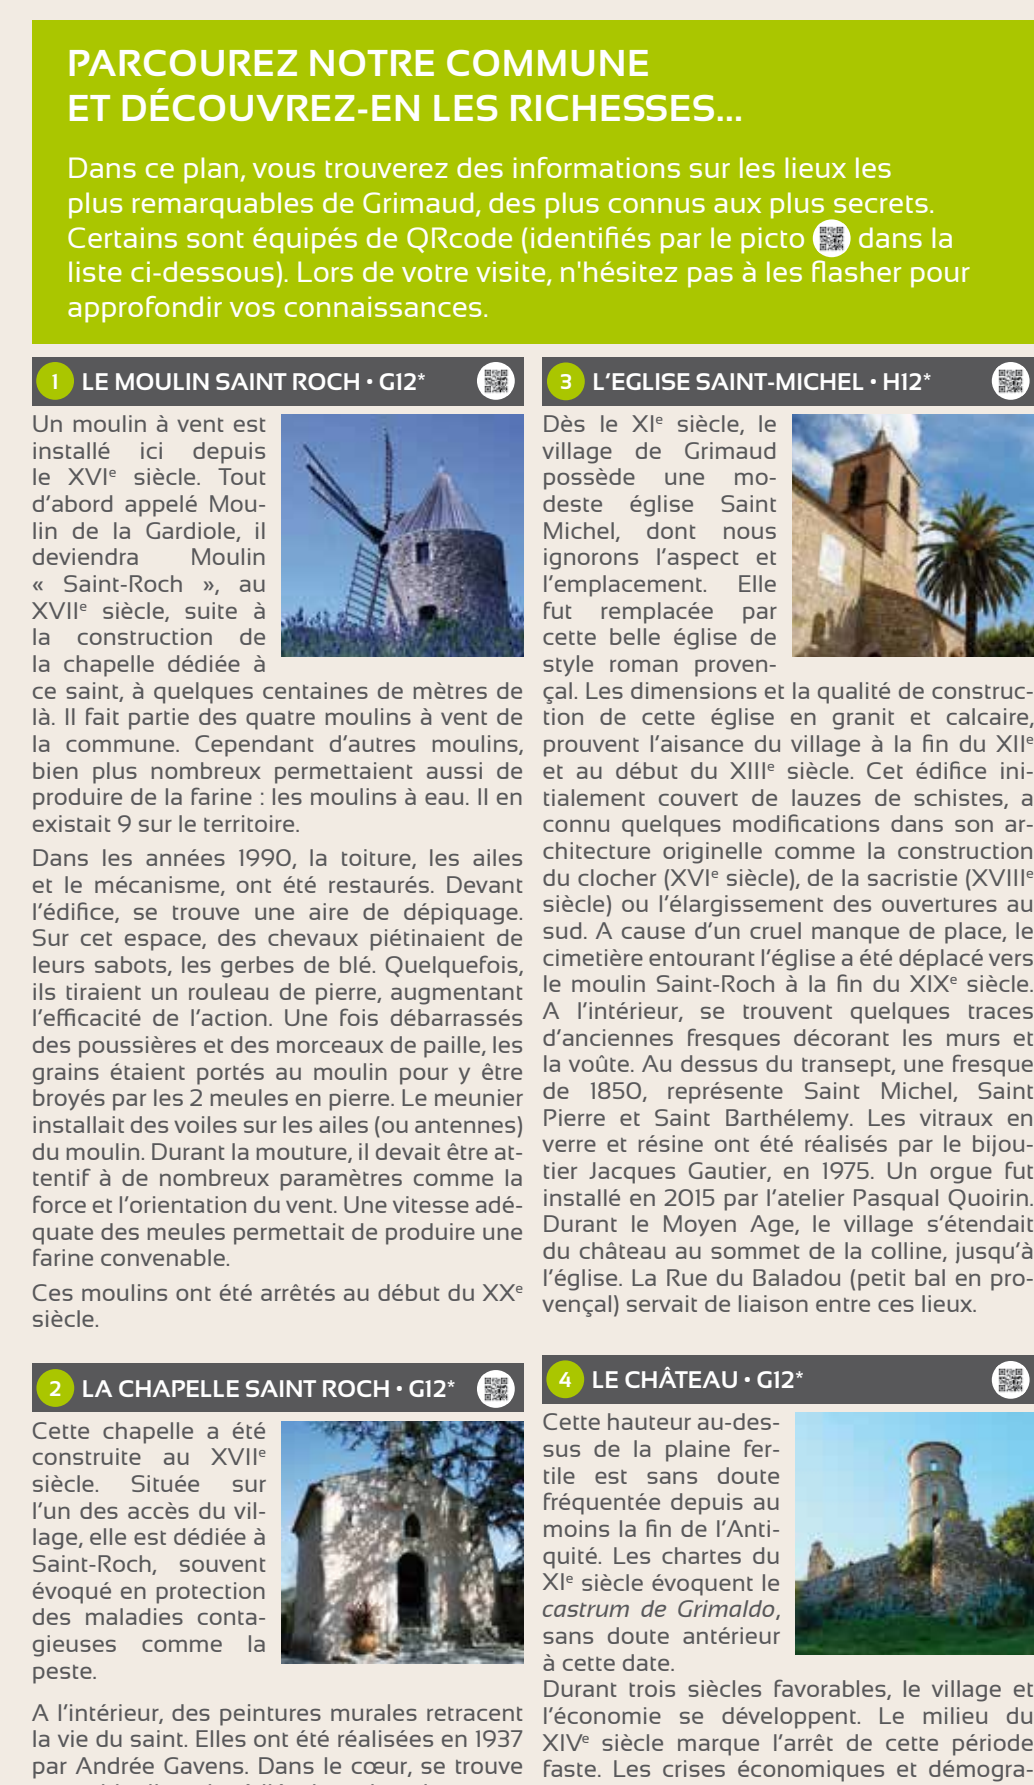 PARCOUREZ NOTRE COMMUNE
ET DÉCOUVREZ-EN LES RICHESSES...
Dans ce plan, vous trouverez des informations sur les lieux les
plus remarquables de Grimaud, des plus connus aux plus secrets.
Certains sont équipés de QRcode (identifiés par le picto dans la
liste ci-dessous). Lors de votre visite, n'hésitez pas à les flasher pour
approfondir vos connaissances.
1 LE MOULIN SAINT ROCH • G12*
Un moulin à vent est
installé ici depuis
le XVIe siècle. Tout
d'abord appelé Mou-
lin de la Gardiole, il
deviendra Moulin
« Saint-Roch », au
XVIIe siècle, suite à
la construction de
la chapelle dédiée à
ce saint, à quelques centaines de mètres de
là. Il fait partie des quatre moulins à vent de
la commune. Cependant d'autres moulins,
bien plus nombreux permettaient aussi de
produire de la farine : les moulins à eau. Il en
existait 9 sur le territoire.
Dans les années 1990, la toiture, les ailes
et le mécanisme, ont été restaurés. Devant
l'édifice, se trouve une aire de dépiquage.
Sur cet espace, des chevaux piétinaient de
leurs sabots, les gerbes de blé. Quelquefois,
ils tiraient un rouleau de pierre, augmentant
l'efficacité de l'action. Une fois débarrassés
des poussières et des morceaux de paille, les
grains étaient portés au moulin pour y être
broyés par les 2 meules en pierre. Le meunier
installait des voiles sur les ailes (ou antennes)
du moulin. Durant la mouture, il devait être at-
tentif à de nombreux paramètres comme la
force et l'orientation du vent. Une vitesse adé-
quate des meules permettait de produire une
farine convenable.
Ces moulins ont été arrêtés au début du XXe
siècle.
2 LA CHAPELLE SAINT ROCH • G12*
Cette chapelle a été
construite au XVIIe
siècle. Située sur
l'un des accès du vil-
lage, elle est dédiée à
Saint-Roch, souvent
évoqué en protection
des maladies conta-
gieuses comme la
peste.
A l'intérieur, des peintures murales retracent
la vie du saint. Elles ont été réalisées en 1937
par Andrée Gavens. Dans le cœur, se trouve
3 L'EGLISE SAINT-MICHEL • H12*
Dès le XIe siècle, le
village de Grimaud
possède une mo-
deste église Saint
Michel, dont nous
ignorons l'aspect et
l'emplacement. Elle
fut remplacée par
cette belle église de
style roman proven-
çal. Les dimensions et la qualité de construc-
tion de cette église en granit et calcaire,
prouvent l'aisance du village à la fin du XIIe
et au début du XIIIe siècle. Cet édifice ini-
tialement couvert de lauzes de schistes, a
connu quelques modifications dans son ar-
chitecture originelle comme la construction
du clocher (XVIe siècle), de la sacristie (XVIIIe
siècle) ou l'élargissement des ouvertures au
sud. A cause d'un cruel manque de place, le
cimetière entourant l'église a été déplacé vers
le moulin Saint-Roch à la fin du XIXe siècle.
A l'intérieur, se trouvent quelques traces
d'anciennes fresques décorant les murs et
la voûte. Au dessus du transept, une fresque
de 1850, représente Saint Michel, Saint
Pierre et Saint Barthélemy. Les vitraux en
verre et résine ont été réalisés par le bijou-
tier Jacques Gautier, en 1975. Un orgue fut
installé en 2015 par l'atelier Pasqual Quoirin.
Durant le Moyen Age, le village s'étendait
du château au sommet de la colline, jusqu'à
l'église. La Rue du Baladou (petit bal en pro-
vençal) servait de liaison entre ces lieux.
4 LE CHÂTEAU • G12*
Cette hauteur au-des-
sus de la plaine fer-
tile est sans doute
fréquentée depuis au
moins la fin de l'Anti-
quité. Les chartes du
XIe siècle évoquent le
castrum de Grimaldo,
sans doute antérieur
à cette date.
Durant trois siècles favorables, le village et
l'économie se développent. Le milieu du
XIVe siècle marque l'arrêt de cette période
faste. Les crises économiques et démogra-